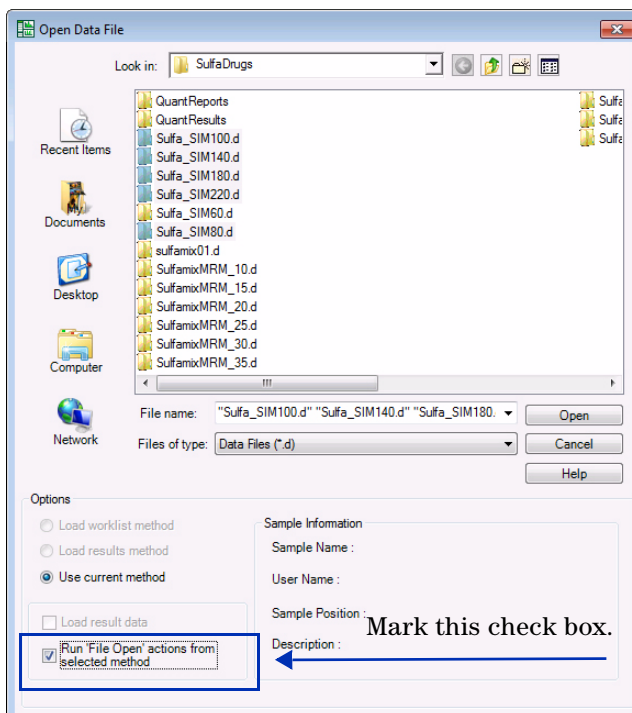 Open Data File
Look in: SulfaDrugs
Recent Items
Documents
Desktop
Computer
Network
QuantReports
QuantResults
Sulfa_SIM100.d
Sulfa_SIM140.d
Sulfa_SIM180.d
Sulfa_SIM220.d
Sulfa_SIM60.d
Sulfa_SIM80.d
sulfamix01.d
SulfamixMRM_10.d
SulfamixMRM_15.d
SulfamixMRM_20.d
SulfamixMRM_25.d
SulfamixMRM_30.d
SulfamixMRM_35.d
Sulfa
Sulfa
Sulfa
File name: "Sulfa_SIM100.d" "Sulfa_SIM140.d" "Sulfa_SIM180. Open
Files of type: Data Files (*.d) Cancel
Help
Options
Load worklist method
Load results method
Use current method
Load result data
Run 'File Open' actions from
selected method
Sample Information
Sample Name :
User Name :
Sample Position :
Description :
Mark this check box.